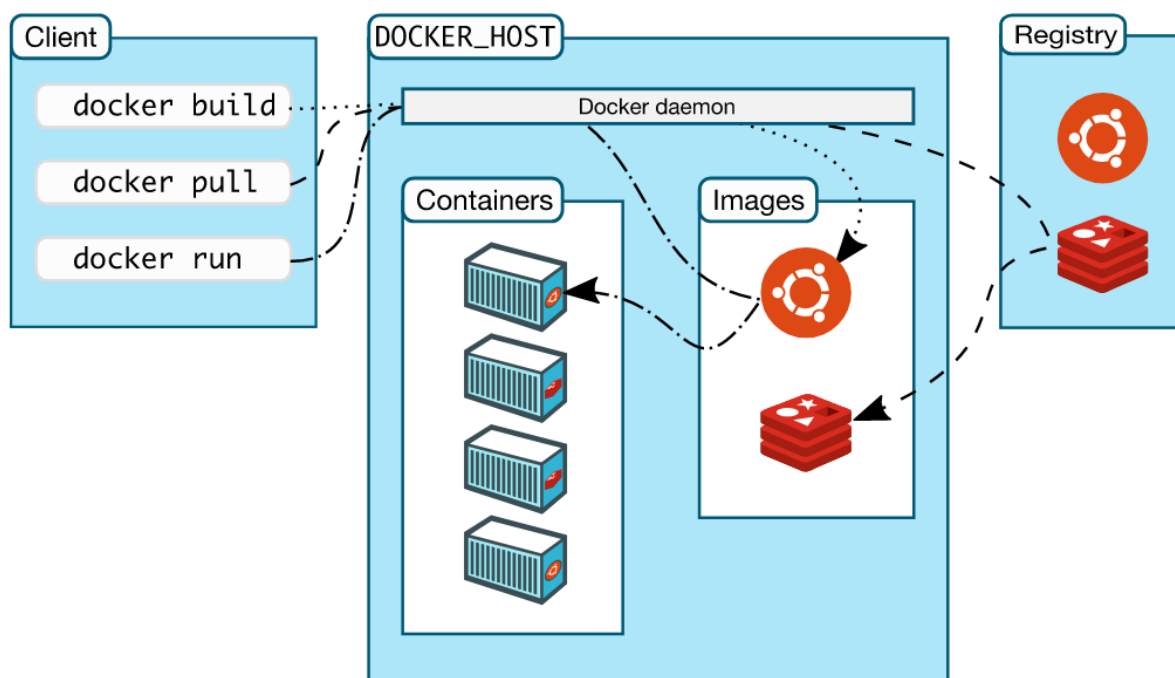 Client
docker build
docker pull
docker run
DOCKER_HOST
Docker daemon
Containers
Images
Registry